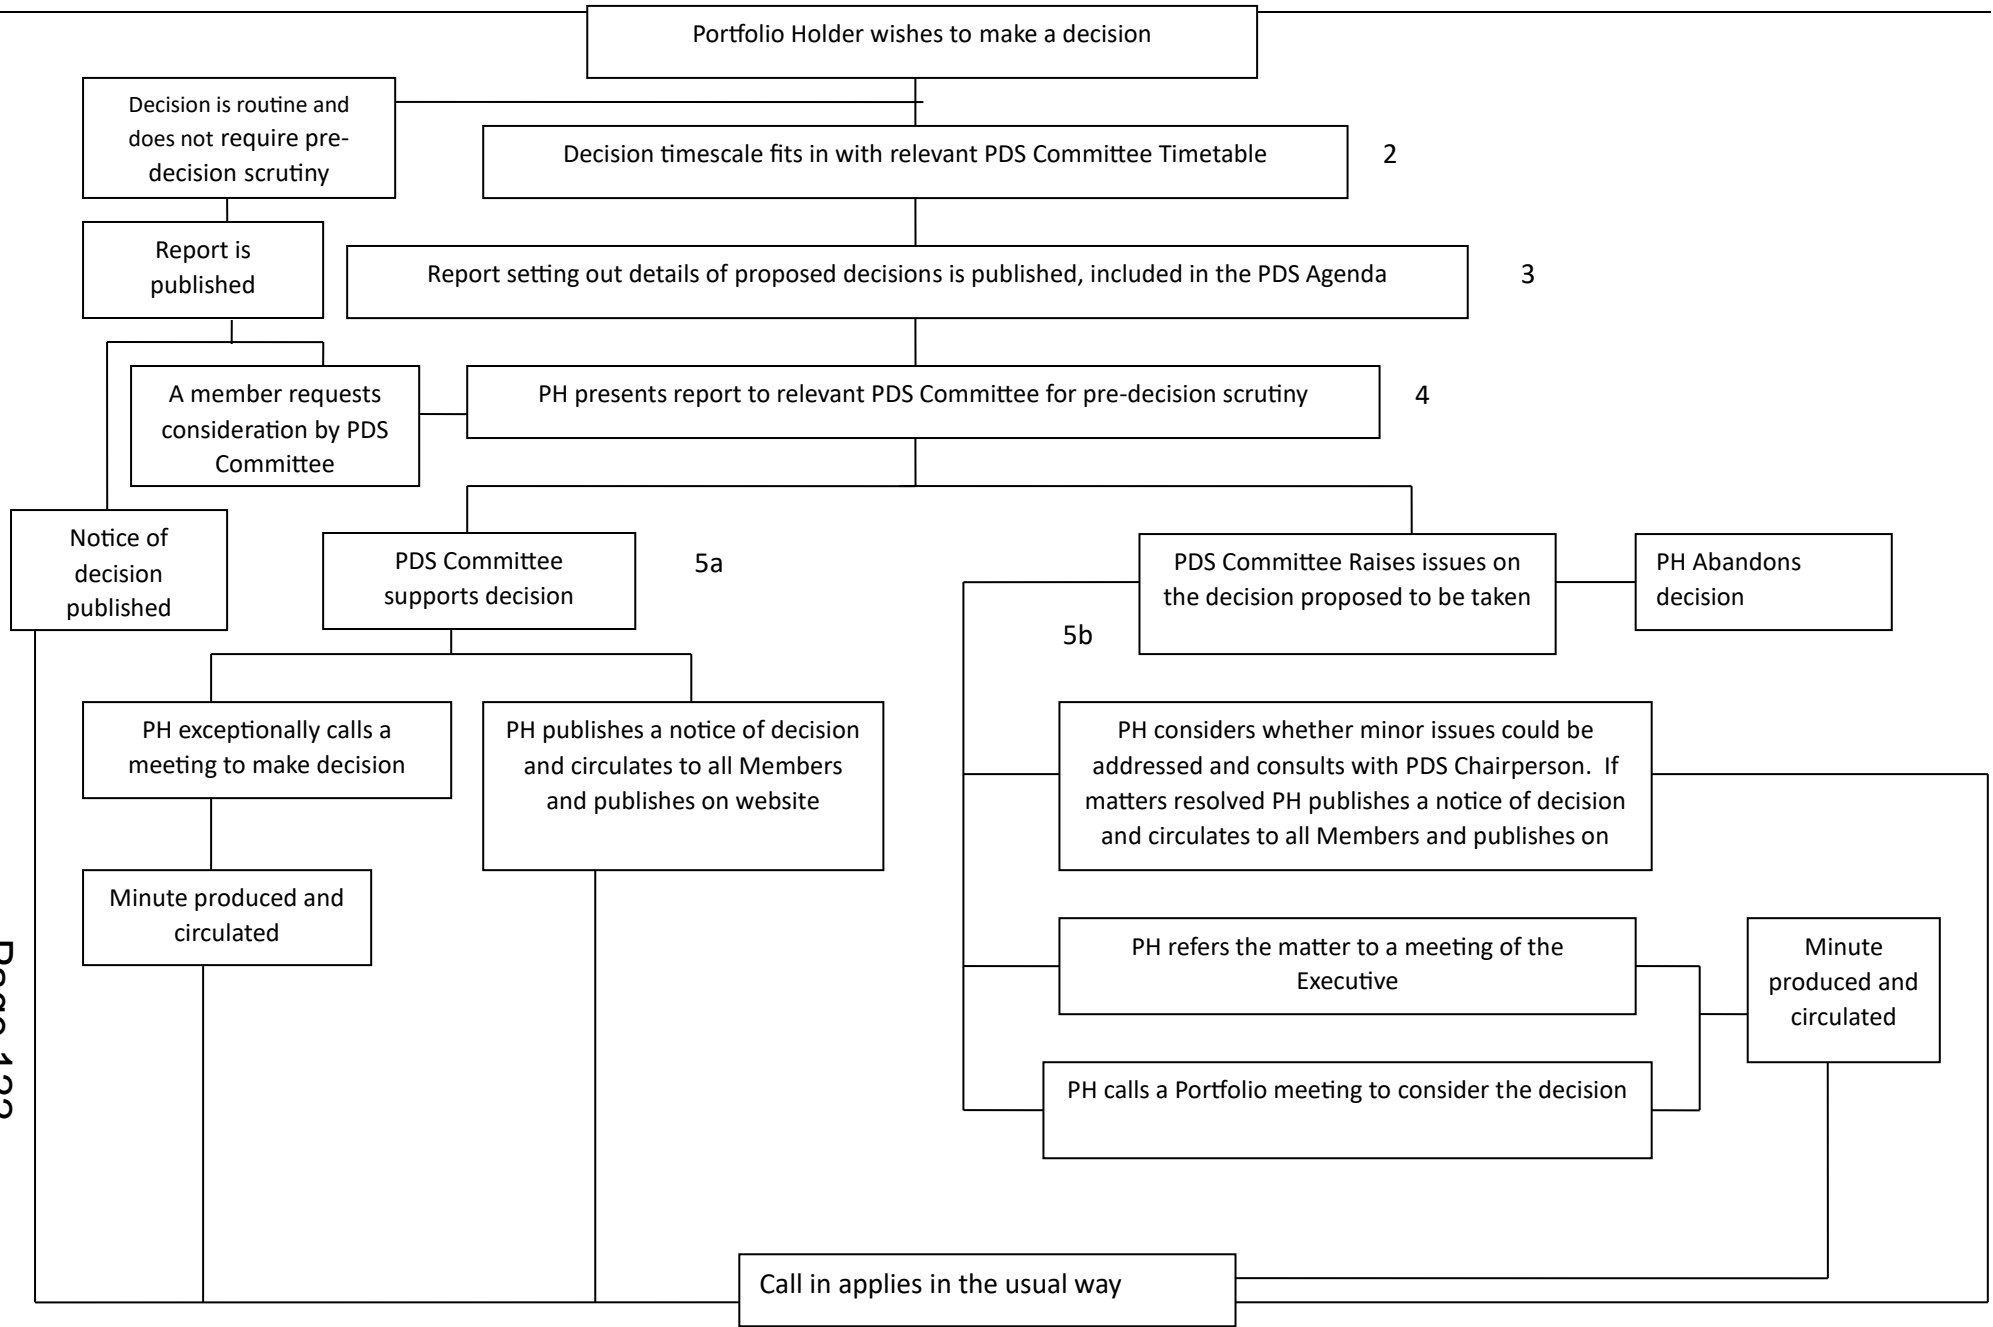 Portfolio Holder wishes to make a decision
Decision is routine and
does not require pre-
decision scrutiny
Decision timescale fits in with relevant PDS Committee Timetable
2
Report is
published
Report setting out details of proposed decisions is published, included in the PDS Agenda
3
A member requests
consideration by PDS
Committee
PH presents report to relevant PDS Committee for pre-decision scrutiny
4
Notice of
decision
published
PDS Committee
supports decision
5a
PDS Committee Raises issues on
the decision proposed to be taken
PH Abandons
decision
5b
PH exceptionally calls a
meeting to make decision
PH publishes a notice of decision
and circulates to all Members
and publishes on website
PH considers whether minor issues could be
addressed and consults with PDS Chairperson. If
matters resolved PH publishes a notice of decision
and circulates to all Members and publishes on
Minute produced and
circulated
PH refers the matter to a meeting of the
Executive
Minute
produced and
circulated
PH calls a Portfolio meeting to consider the decision
Call in applies in the usual way
Page